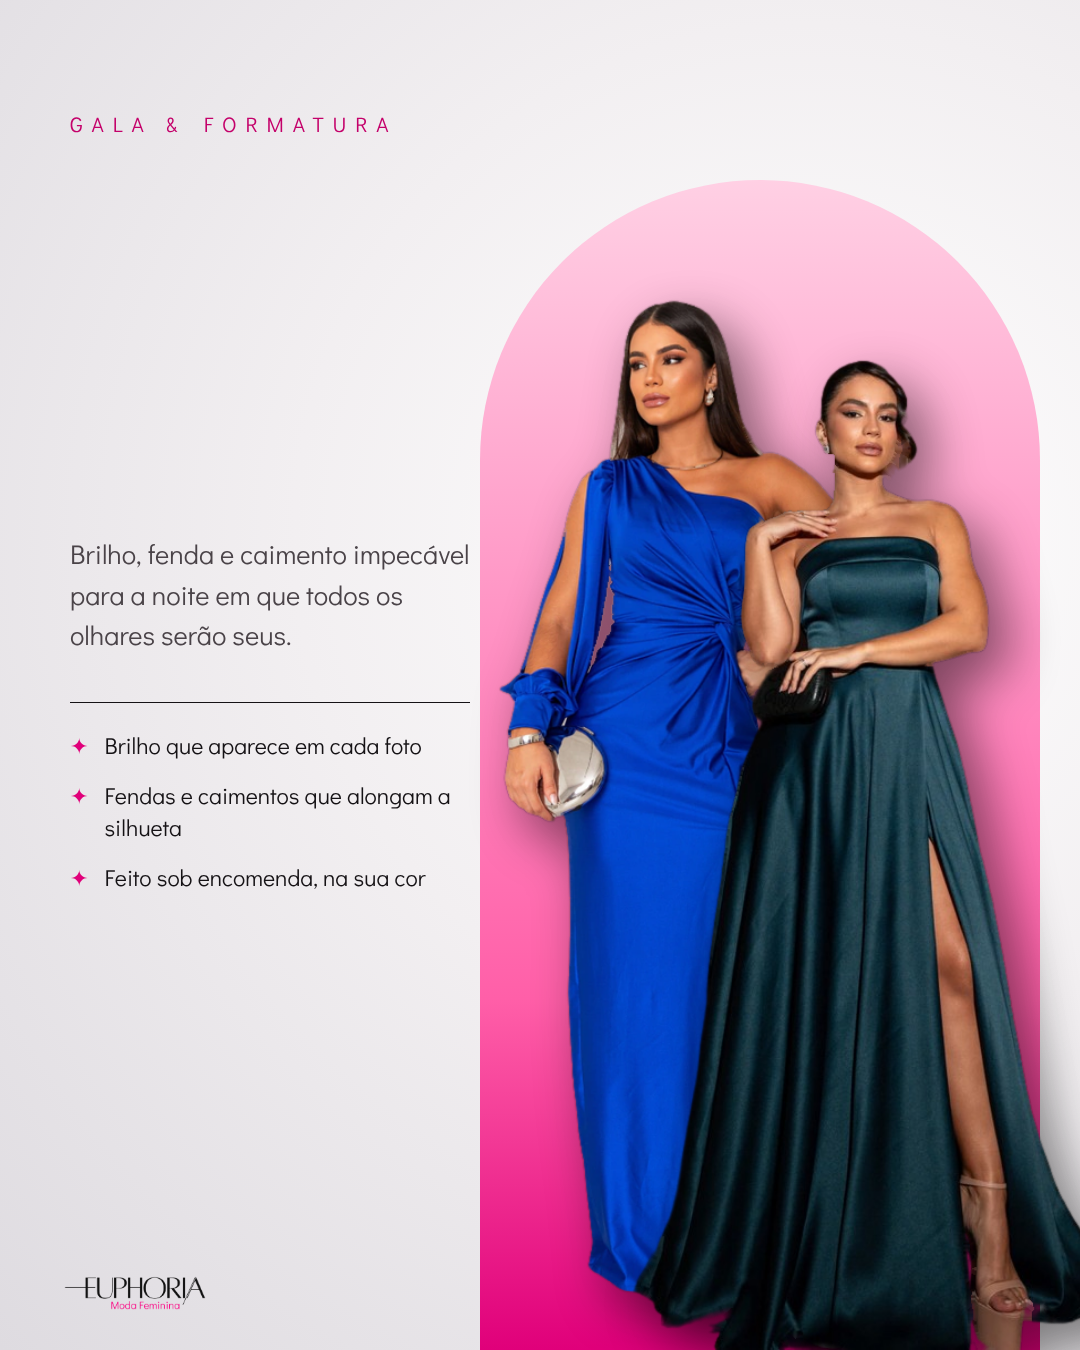 GALA & FORMATURA
Brilho, fenda e caimento impecável
para a noite em que todos os
olhares serão seus.
✦ Brilho que aparece em cada foto
✦ Fendas e caimentos que alongam a
silhueta
✦ Feito sob encomenda, na sua cor
EUPHORIA
Moda Feminina